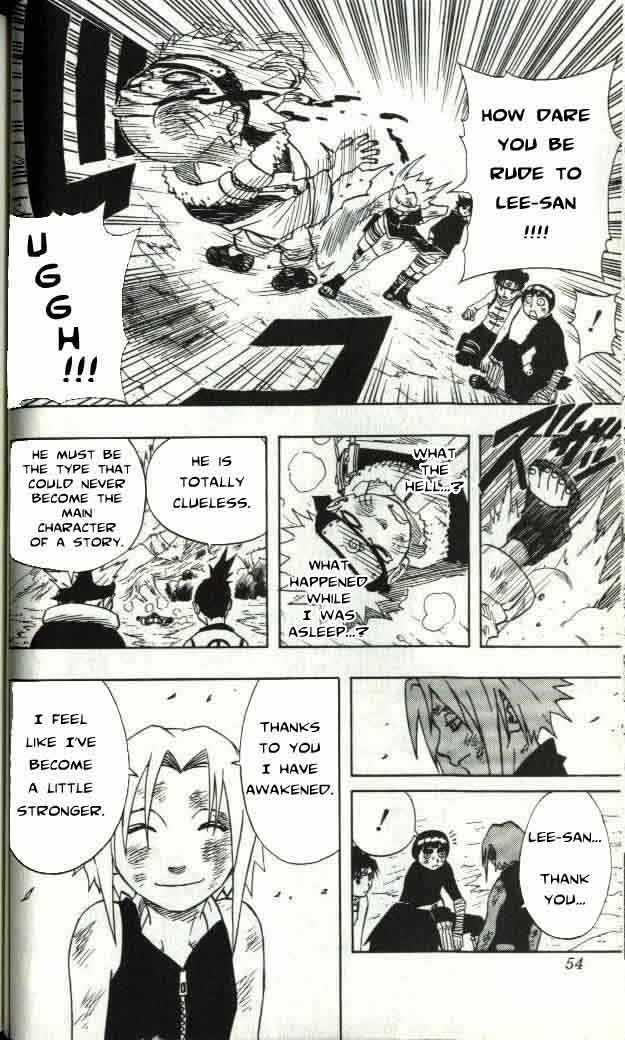 HOW DARE
YOU BE
RUDE TO
LEE-SAN
!!!!
!
U
G
G
H
!!!
WHAT
THE
HELL...?
WHAT
HAPPENED
WHILE
I WAS
ASLEEP...?
HE IS
TOTALLY
CLUELESS.
HE MUST BE
THE TYPE THAT
COULD NEVER
BECOME THE
MAIN
CHARACTER
OF A STORY.
LEE-SAN...
THANK
YOU...
!
THANKS
TO YOU
I HAVE
AWAKENED.
I FEEL
LIKE I'VE
BECOME
A LITTLE
STRONGER.
54